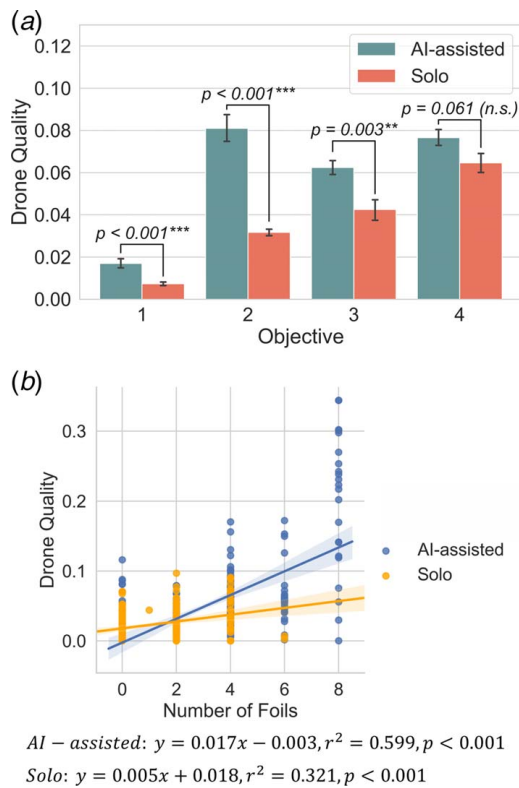 (a)
0.12
0.10
0.08
0.06
0.04
0.02
0.00
Drone Quality
AI-assisted
Solo
p < 0.001***
p < 0.001***
p = 0.003**
p = 0.061 (n.s.)
1 2 3 4
Objective
(b)
0.3
0.2
0.1
0.0
Drone Quality
AI-assisted
Solo
0 2 4 6 8
Number of Foils
AI − assisted: y = 0.017x − 0.003, r² = 0.599, p < 0.001
Solo: y = 0.005x + 0.018, r² = 0.321, p < 0.001